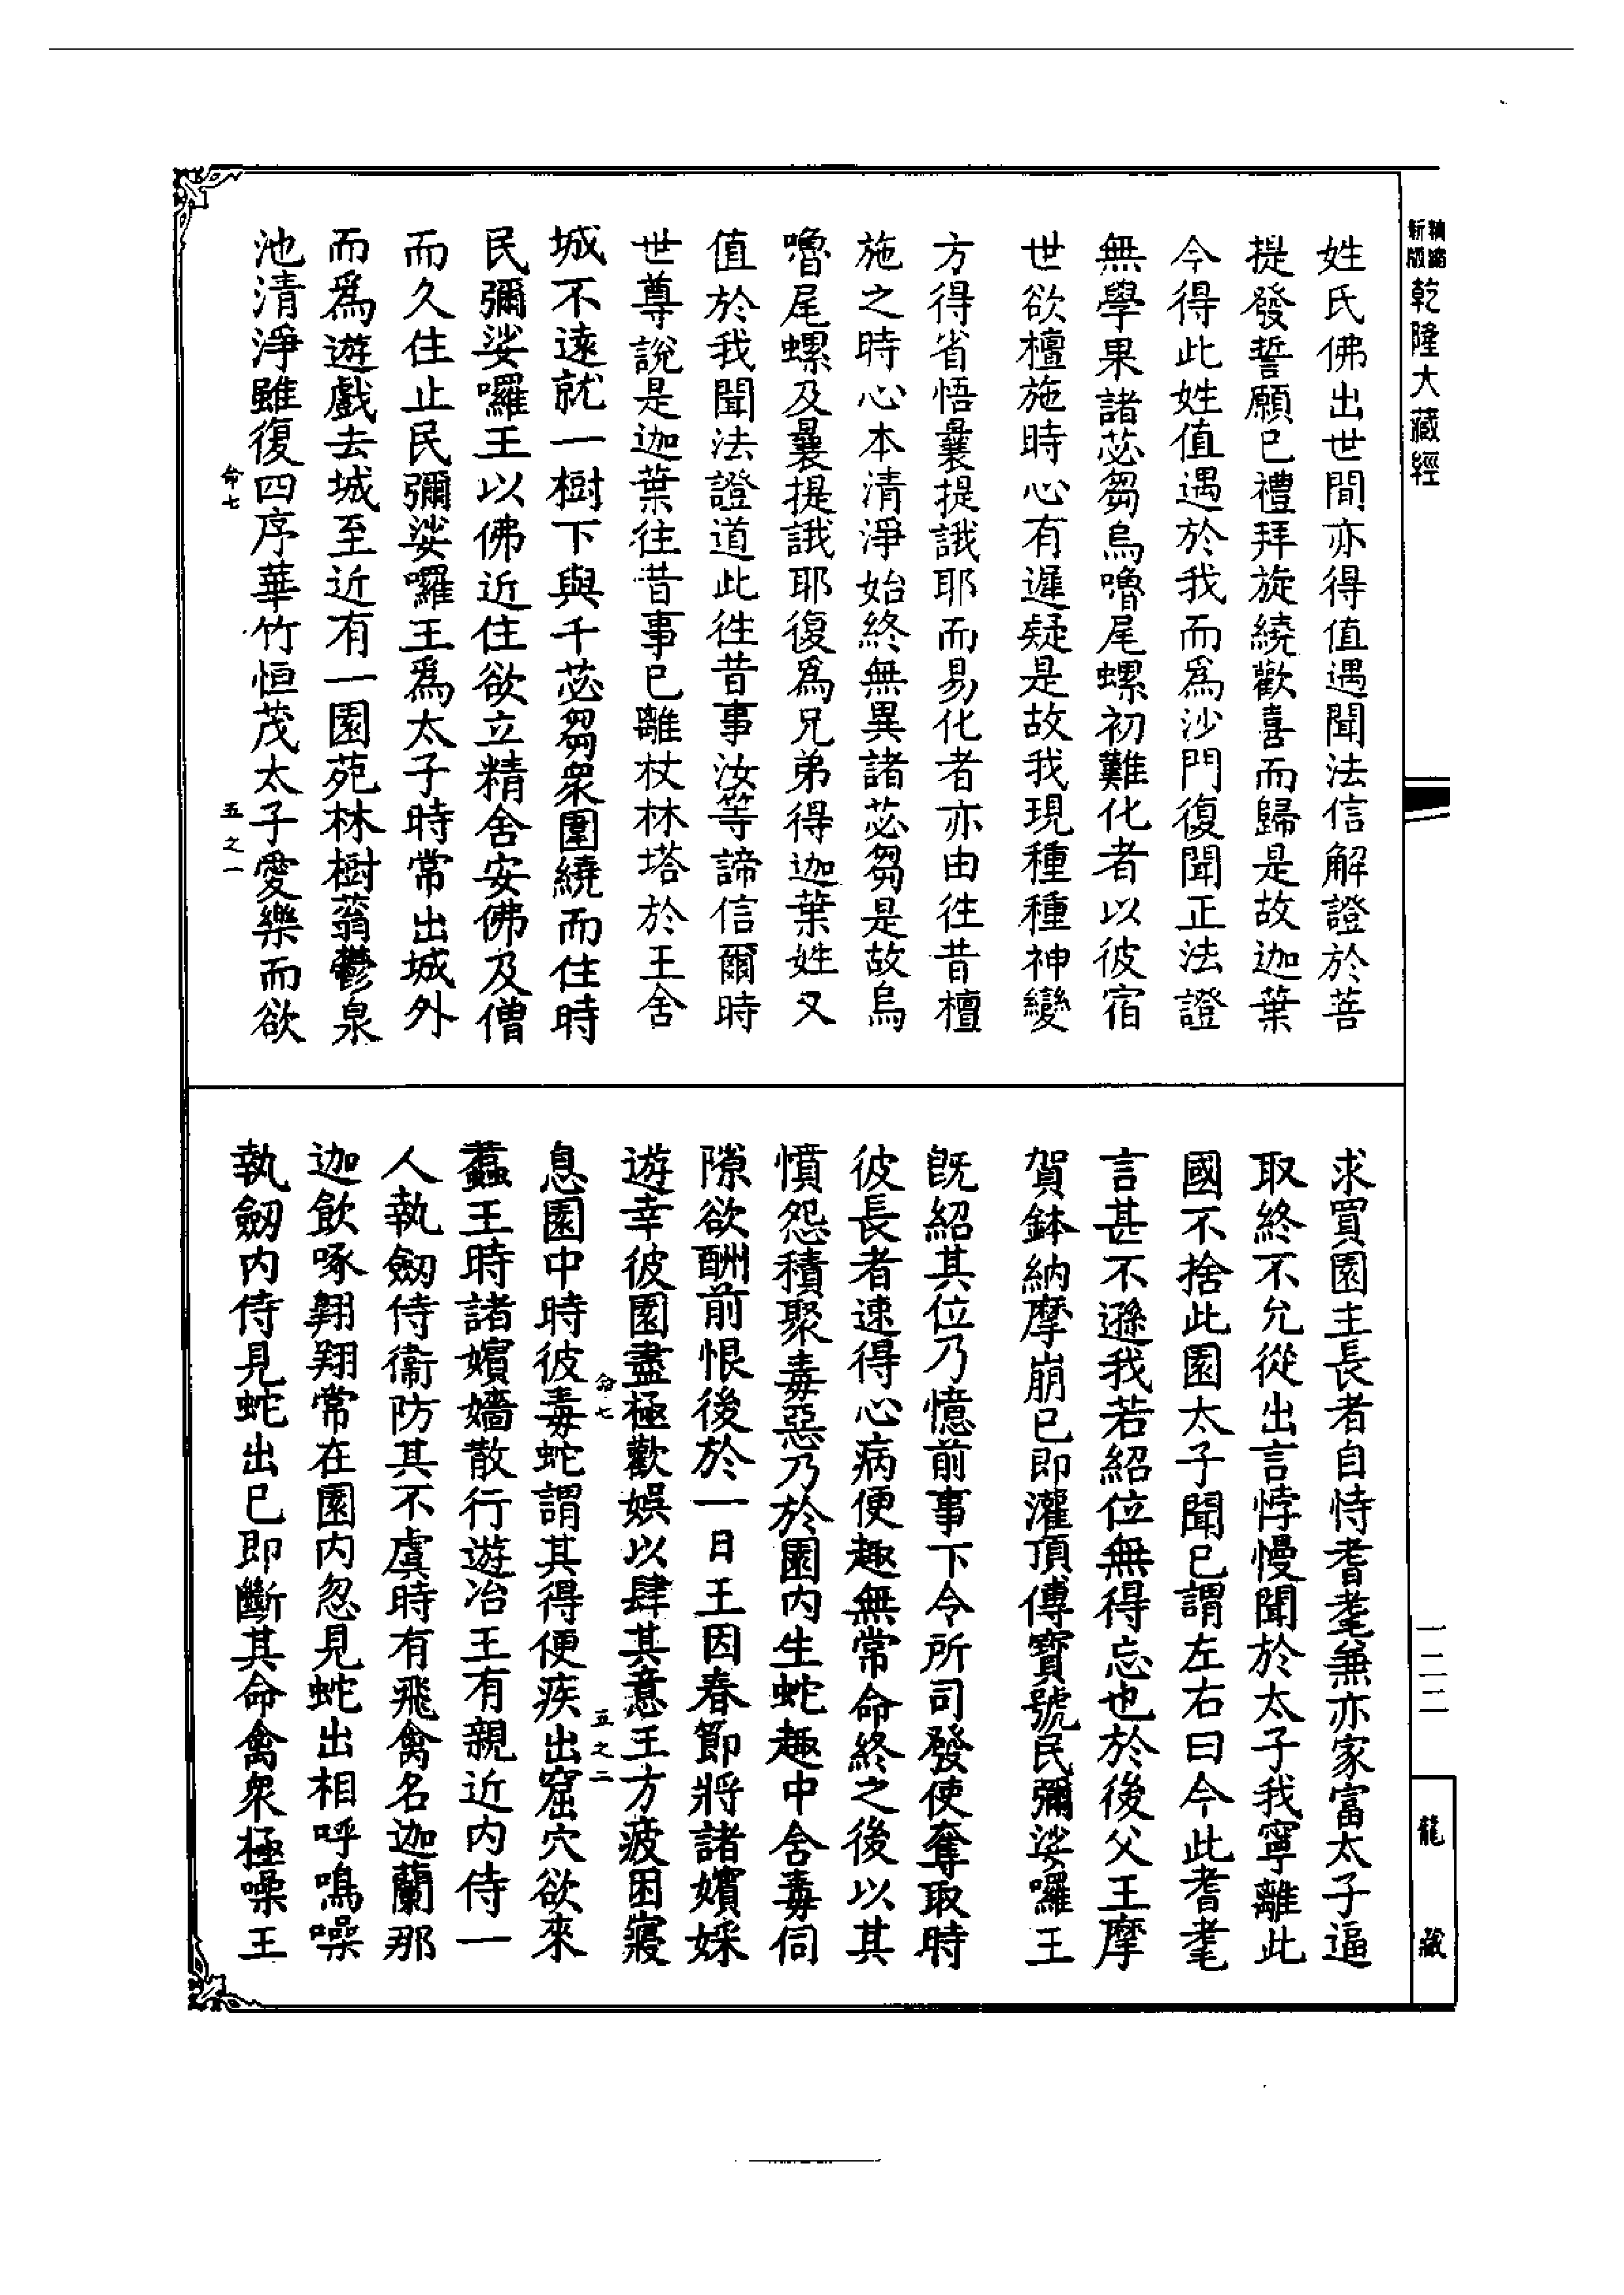 精縮新版乾隆大藏經
姓氏佛出世間亦得值遇聞法信解證於菩
提發誓願已禮拜旋繞歡喜而歸是故迦葉
今得此姓值遇於我而爲沙門復聞正法證
無學果諸苾芻烏嚕尾螺初難化者以彼宿
世欲檀施時心有遲疑是故我現種種神變
方得省悟曩提誐耶而易化者亦由往昔檀
施之時心本清淨始終無異諸苾芻是故烏
嚕尾螺及曩提誐耶復爲兄弟得迦葉姓又
值於我聞法證道此往昔事汝等諦信爾時
世尊說是迦葉往昔事已離杖林塔於王舍
城不遠就一樹下與千苾芻衆圍繞而住時
民彌娑囉王以佛近住欲立精舍安佛及僧
而久住止民彌娑囉王爲太子時常出城外
而爲遊戲去城至近有一園苑林樹蓊鬱泉
池清淨雖復四序華竹恒茂太子愛樂而欲
命七 五之一
求買園主長者自恃耆耄兼亦家富太子逼
取終不允從出言悖慢聞於太子我寧離此
國不捨此園太子聞已謂左右曰今此耆耄
言甚不遜我若紹位無得忘也於後父王摩
賀鉢納摩崩已即灌頂傳寶號民彌娑囉王
旣紹其位乃憶前事下令所司發使奪取時
彼長者速得心病便趣無常命終之後以其
憤怨積聚毒惡乃於園內生蛇趣中含毒伺
隙欲酬前恨後於一日王因春節將諸嬪婇
遊幸彼園盡極歡娛以肆其意王方疲困寢
命七 五之二
息園中時彼毒蛇謂其得便疾出窟穴欲來
蠚王時諸嬪嬙散行遊冶王有親近內侍一
人執劒侍衞防其不虞時有飛禽名迦蘭那
迦飲啄翱翔常在園內忽見蛇出相呼鳴噪
執劒內侍見蛇出已即斷其命禽衆極噪王
一二二
龍藏